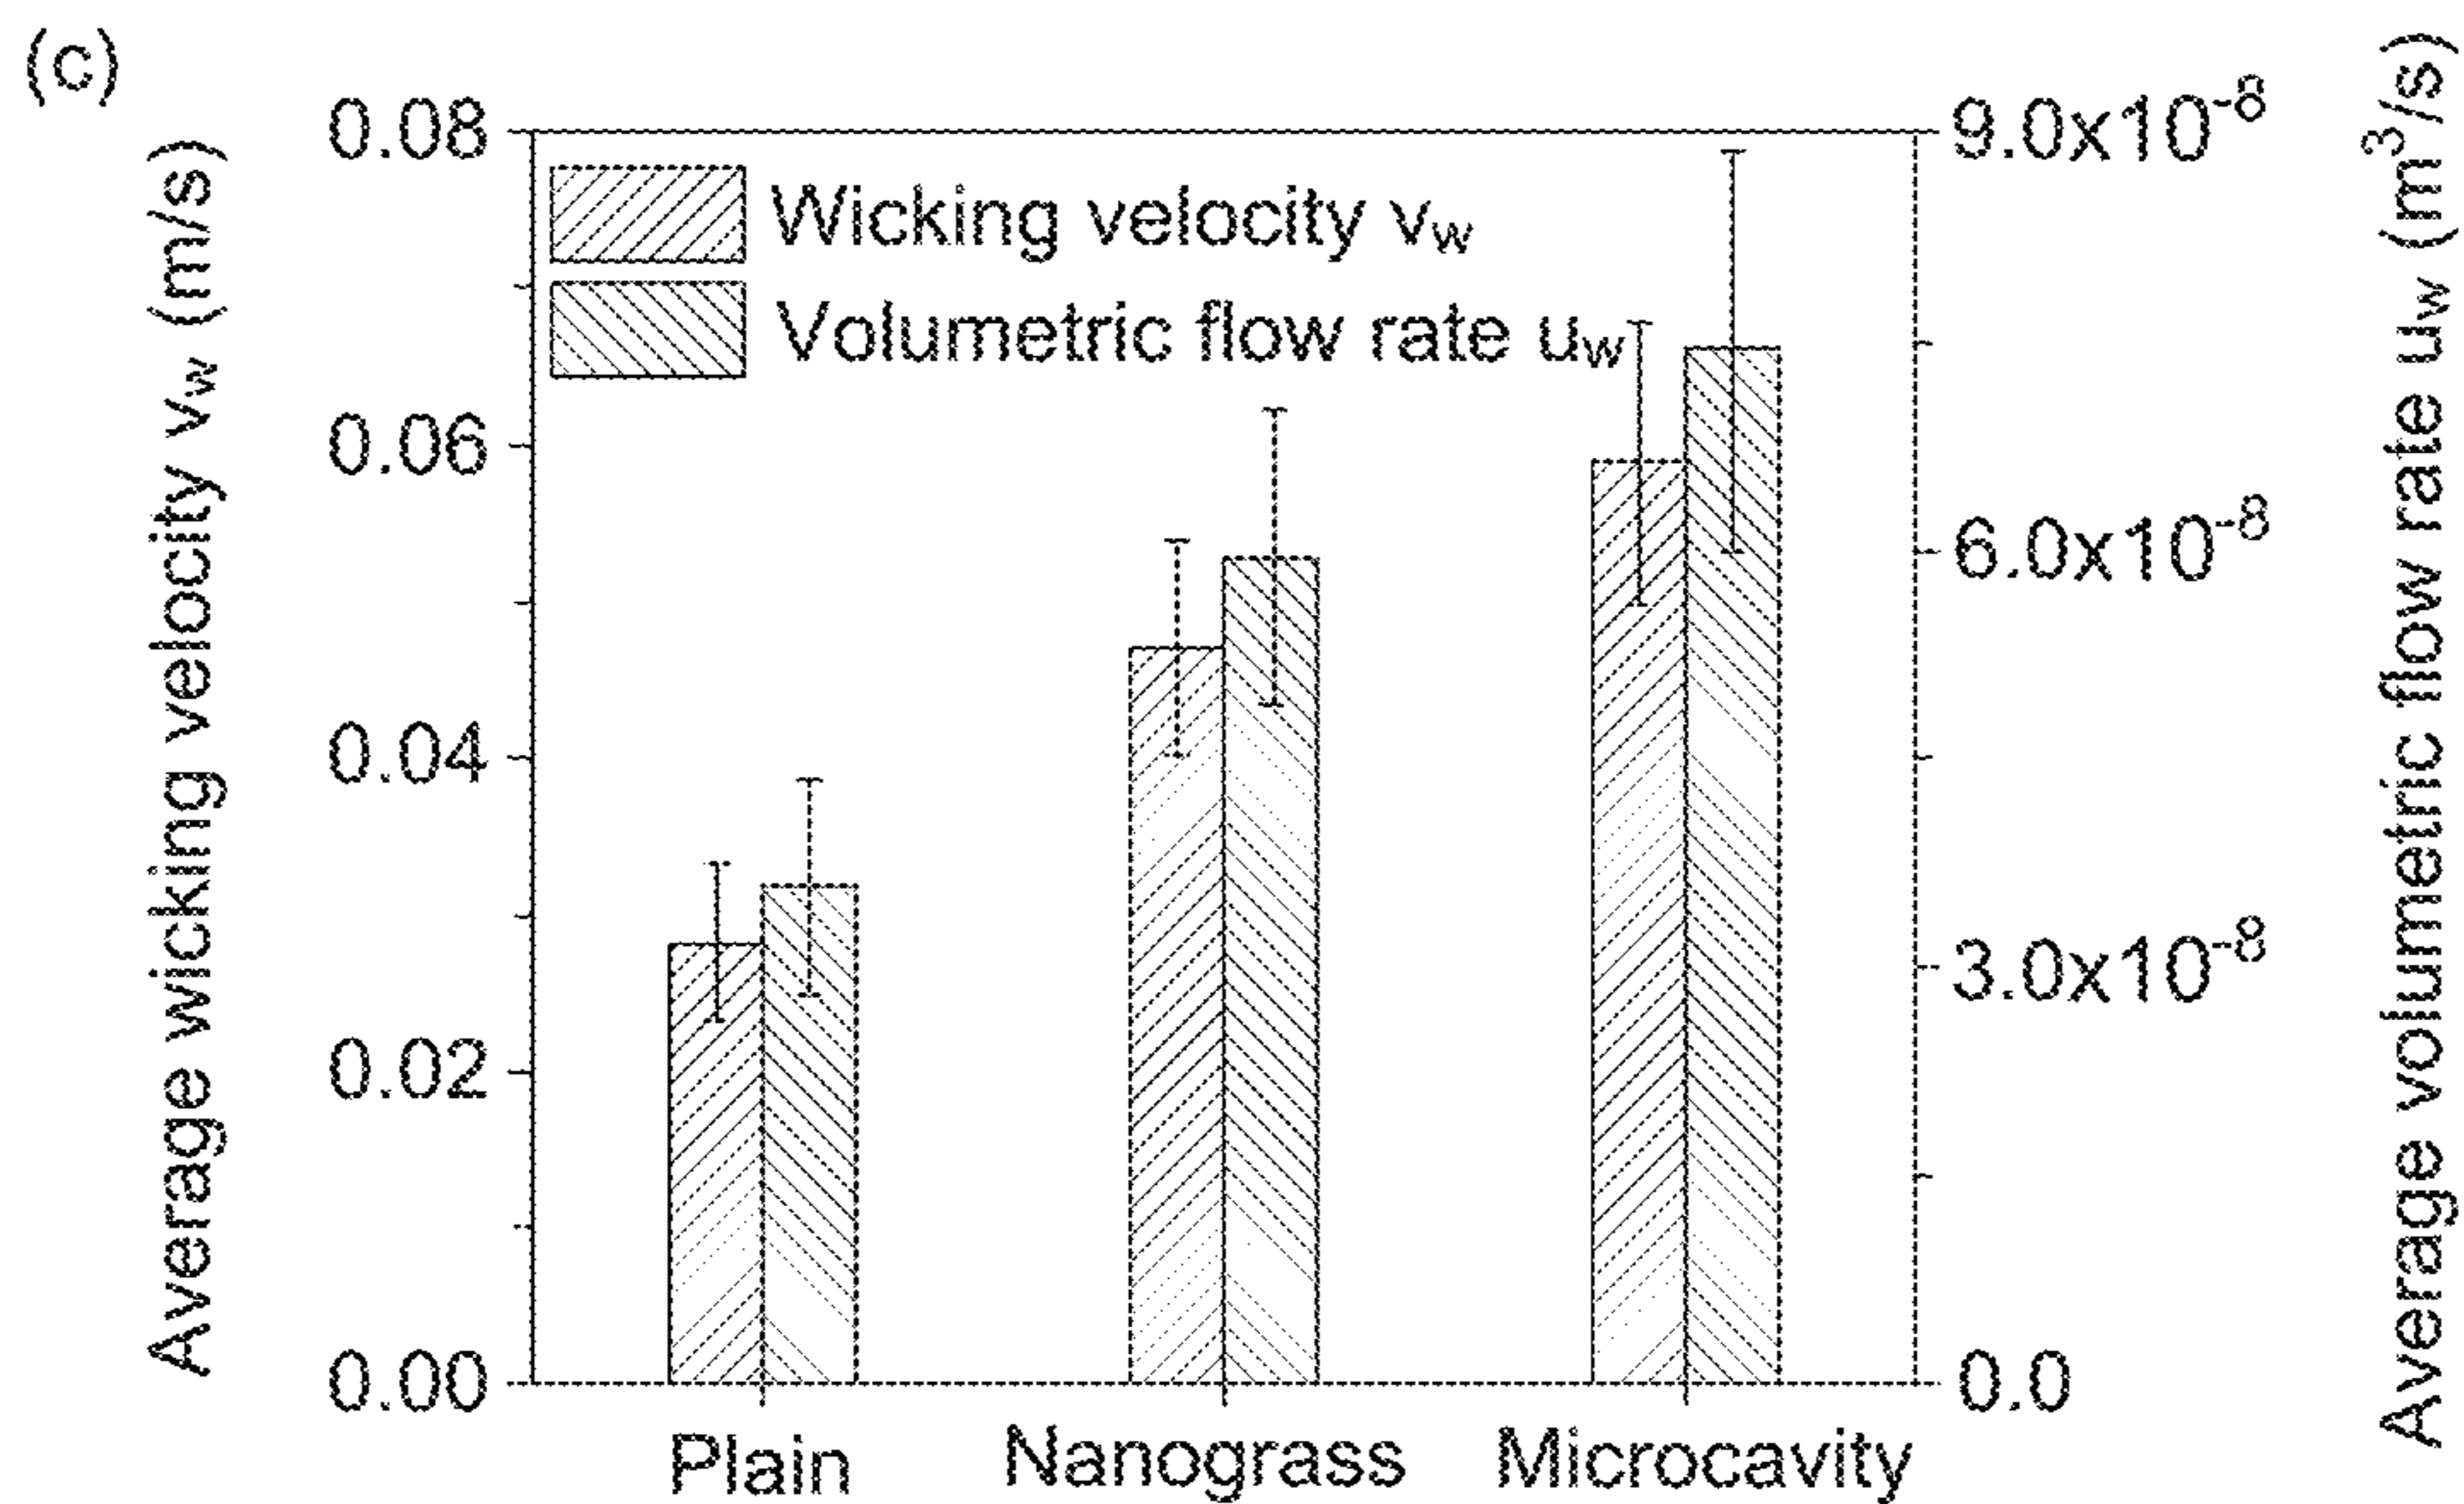 (c)
Average wicking velocity vw (m/s)
0.08
0.06
0.04
0.02
0.00
Wicking velocity vw
Volumetric flow rate uw
Plain
Nanograss
Microcavity
9.0x10⁻⁸
6.0x10⁻⁸
3.0x10⁻⁸
0.0
Average volumetric flow rate uw (m³/s)